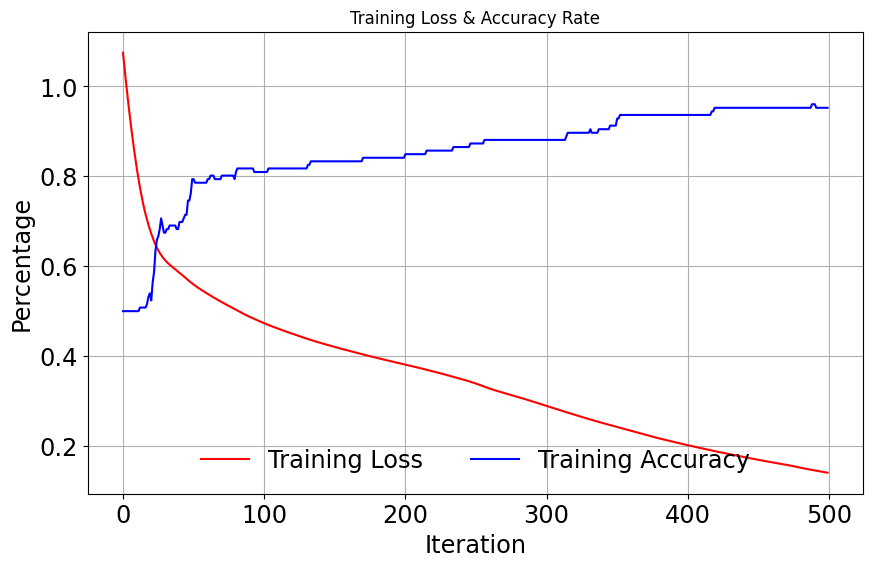 Training Loss & Accuracy Rate
Percentage
1.0
0.8
0.6
0.4
0.2
Training Loss Training Accuracy
0 100 200 300 400 500
Iteration